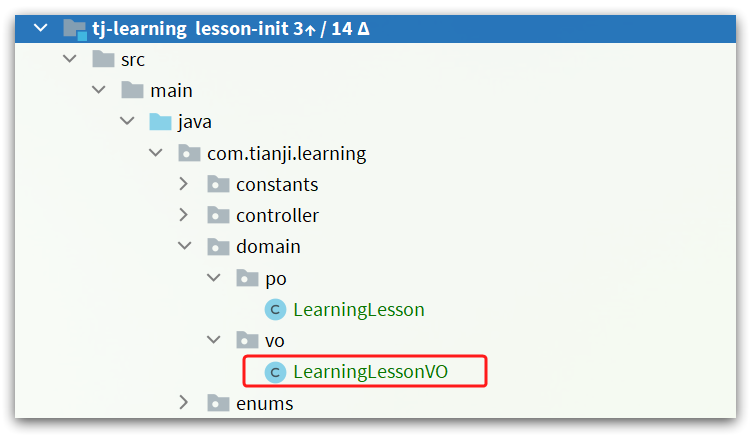 tj-learning lesson-init 3↑ / 14 Δ
src
main
java
com.tianji.learning
constants
controller
domain
po
C LearningLesson
vo
C LearningLessonVO
enums